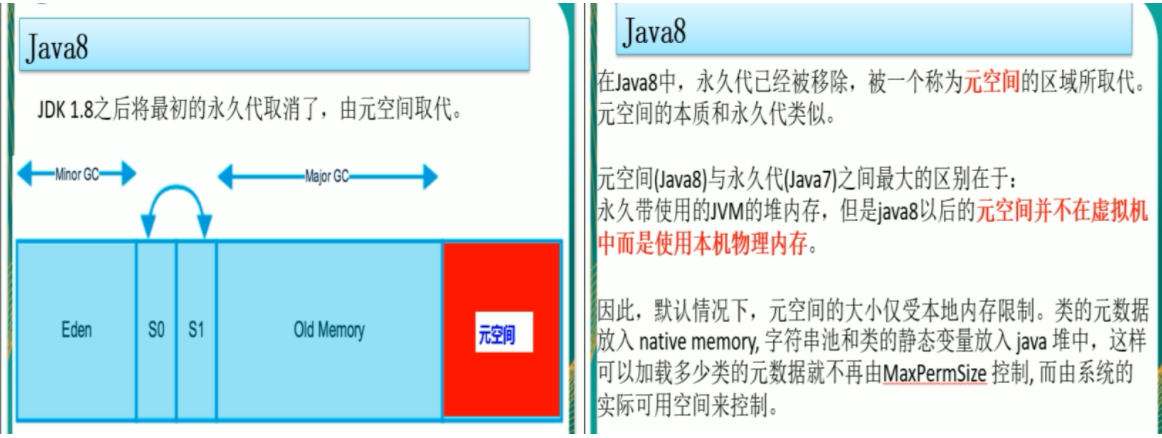 Java8
JDK 1.8之后将最初的永久代取消了，由元空间取代。
Minor GC
Major GC
Eden
S0
S1
Old Memory
元空间
Java8
在Java8中，永久代已经被移除，被一个称为元空间的区域所取代。
元空间的本质和永久代类似。
元空间(Java8)与永久代(Java7)之间最大的区别在于：
永久带使用的JVM的堆内存，但是java8以后的元空间并不在虚拟机
中而是使用本机物理内存。
因此，默认情况下，元空间的大小仅受本地内存限制。类的元数据
放入 native memory, 字符串池和类的静态变量放入 java 堆中，这样
可以加载多少类的元数据就不再由MaxPermSize 控制, 而由系统的
实际可用空间来控制。